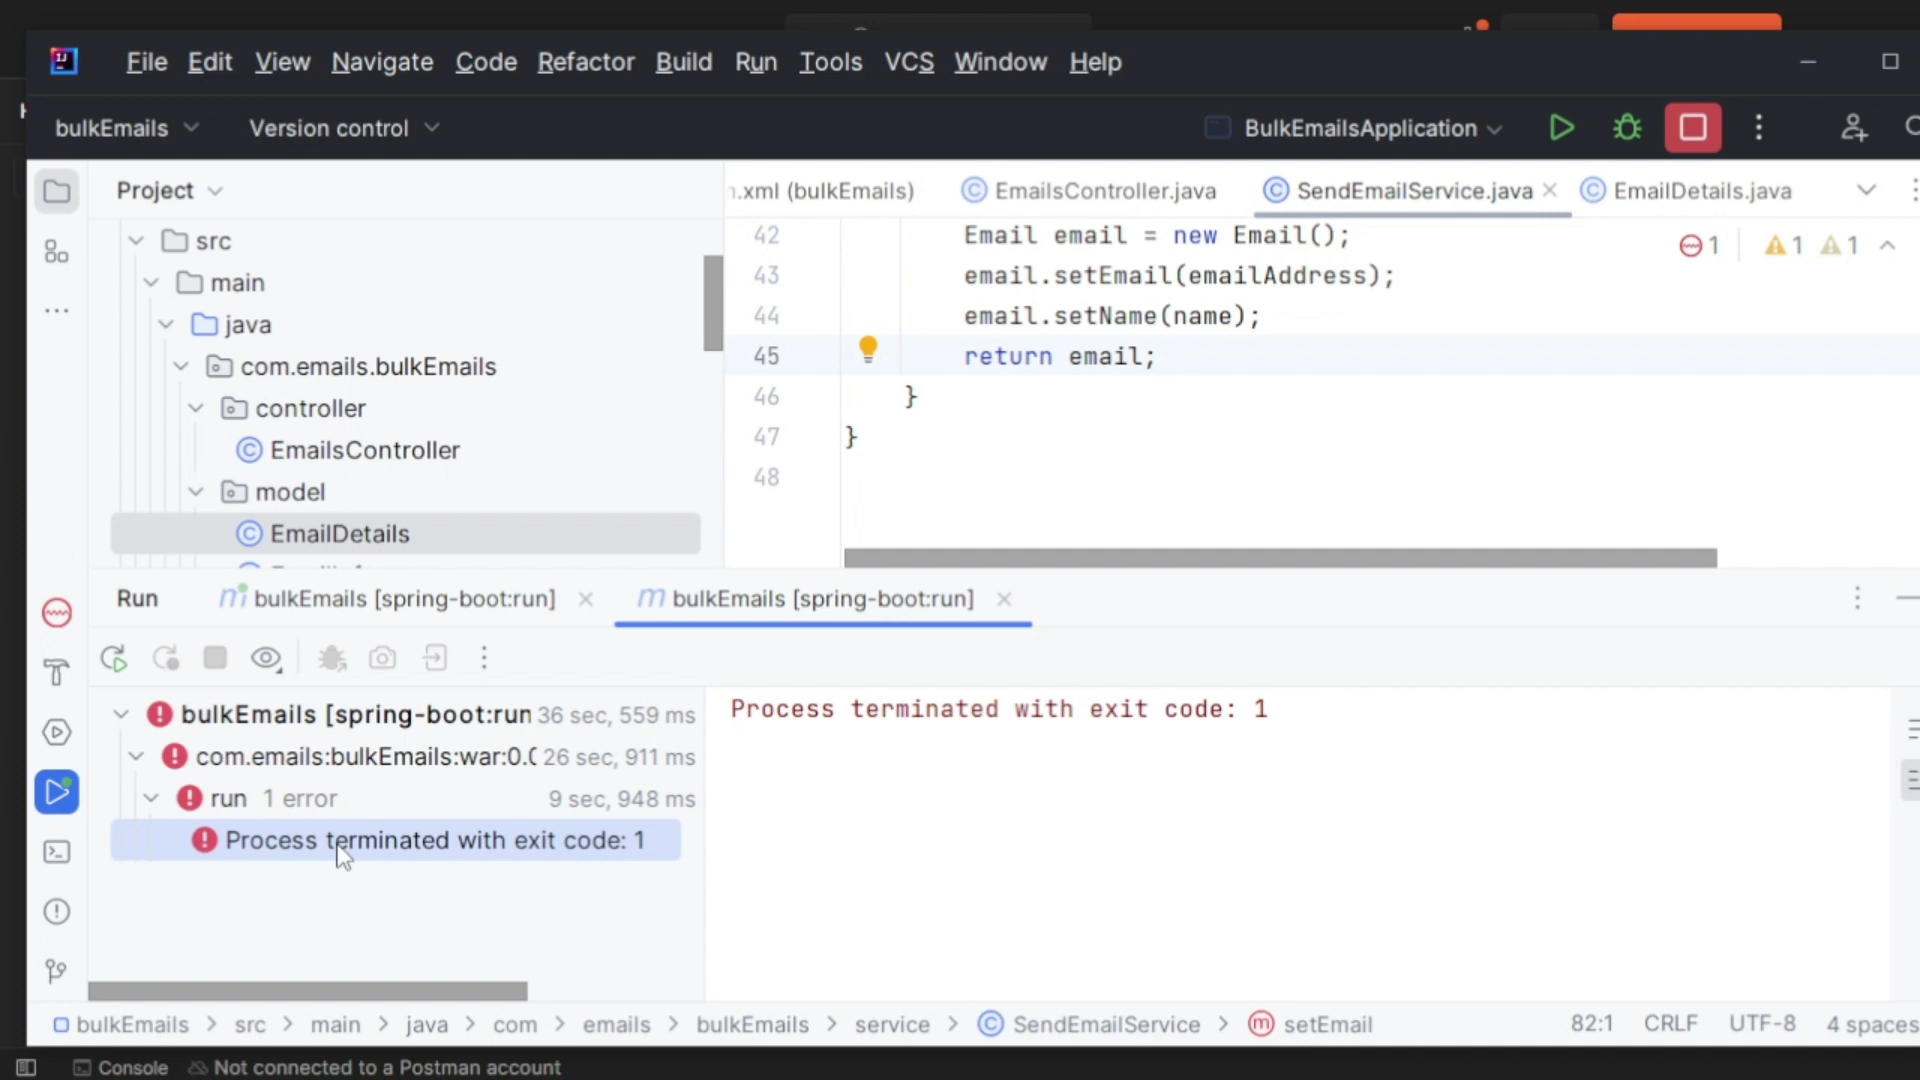 File Edit View Navigate Code Refactor Build Run Tools VCS Window Help
bulkEmails Version control BulkEmailsApplication
Project
.xml (bulkEmails) EmailsController.java SendEmailService.java EmailDetails.java
src
main
java
com.emails.bulkEmails
controller
EmailsController
model
EmailDetails
42 Email email = new Email();
43 email.setEmail(emailAddress);
44 email.setName(name);
45 return email;
46 }
47 }
48
1 1 1
Run bulkEmails [spring-boot:run] bulkEmails [spring-boot:run]
bulkEmails [spring-boot:run 36 sec, 559 ms
com.emails:bulkEmails:war:0.0 26 sec, 911 ms
run 1 error 9 sec, 948 ms
Process terminated with exit code: 1
Process terminated with exit code: 1
bulkEmails > src > main > java > com > emails > bulkEmails > service > SendEmailService > setEmail 82:1 CRLF UTF-8 4 spaces
Console Not connected to a Postman account